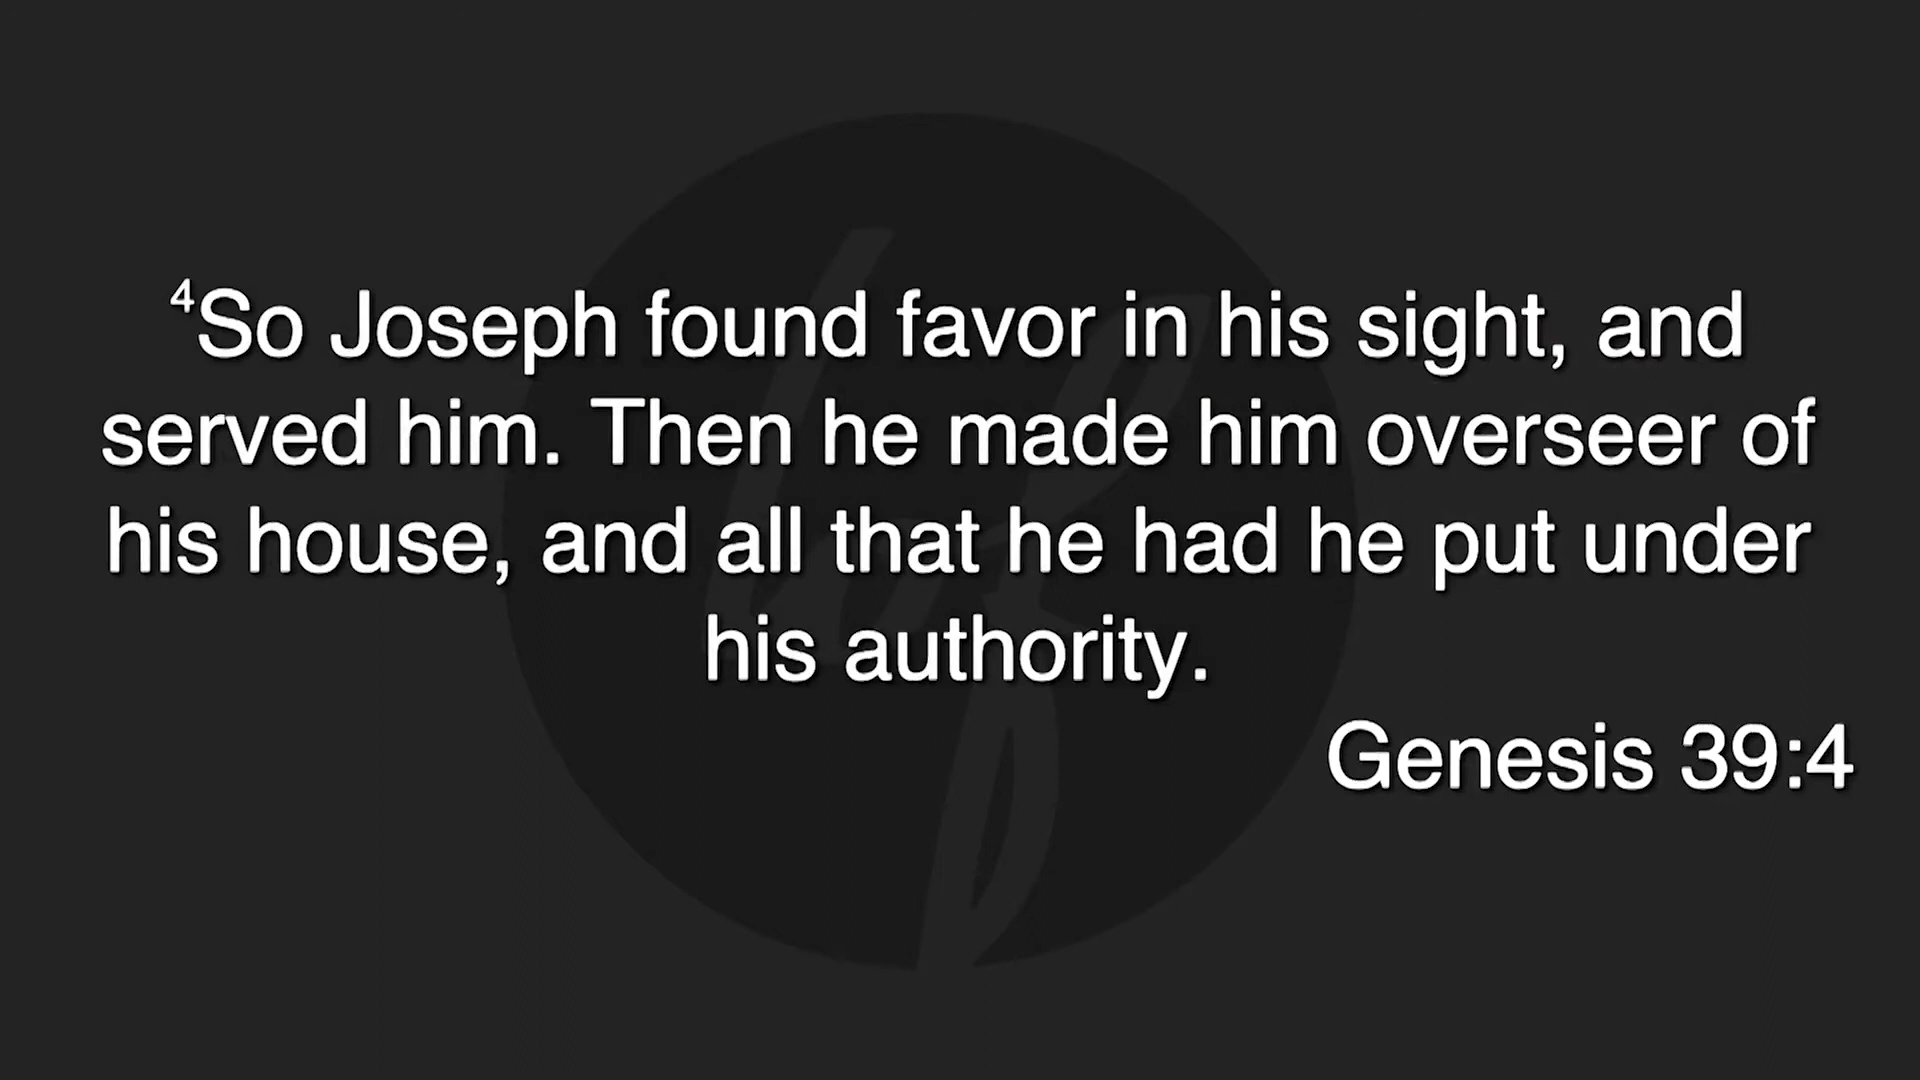 ⁴So Joseph found favor in his sight, and
served him. Then he made him overseer of
his house, and all that he had he put under
his authority.
Genesis 39:4